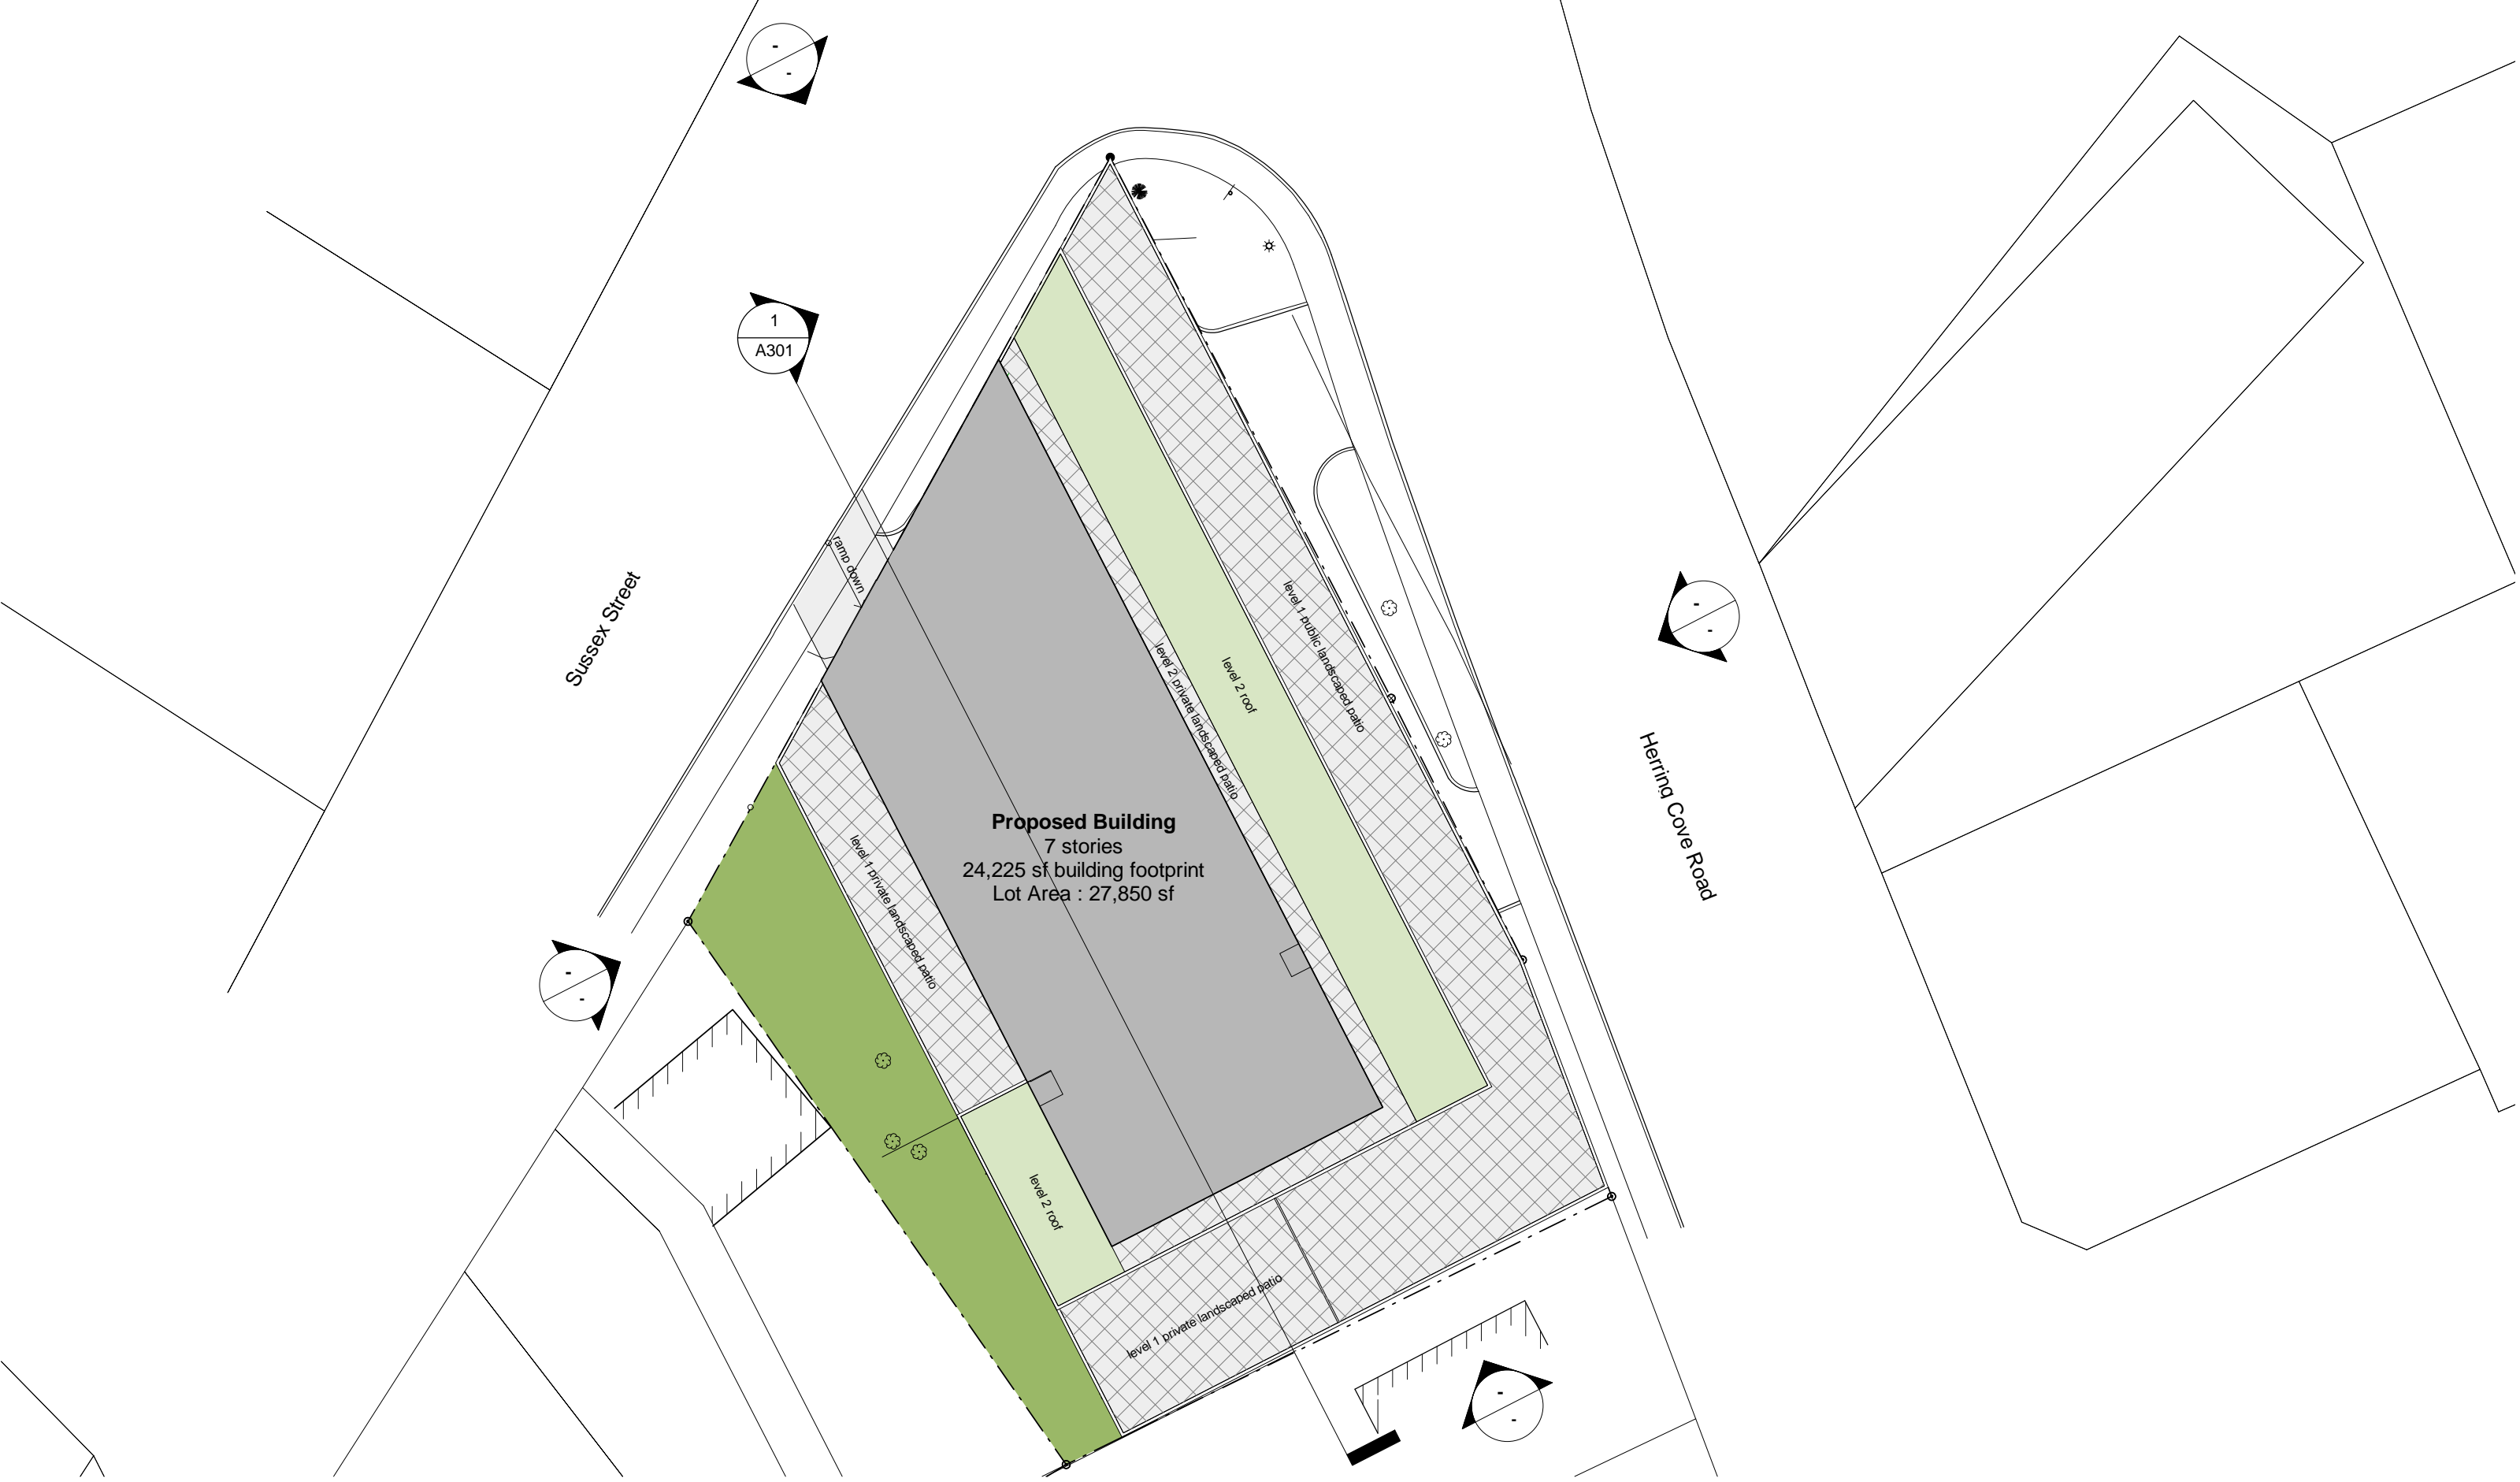 -
-
1
A301
ramp down
Sussex Street
level 1 public landscaped patio
level 2 roof
level 2 private landscaped patio
-
-
Herring Cove Road
Proposed Building
7 stories
24,225 sf building footprint
Lot Area : 27,850 sf
level 1 private landscaped patio
-
-
level 2 roof
level 1 private landscaped patio
-
-